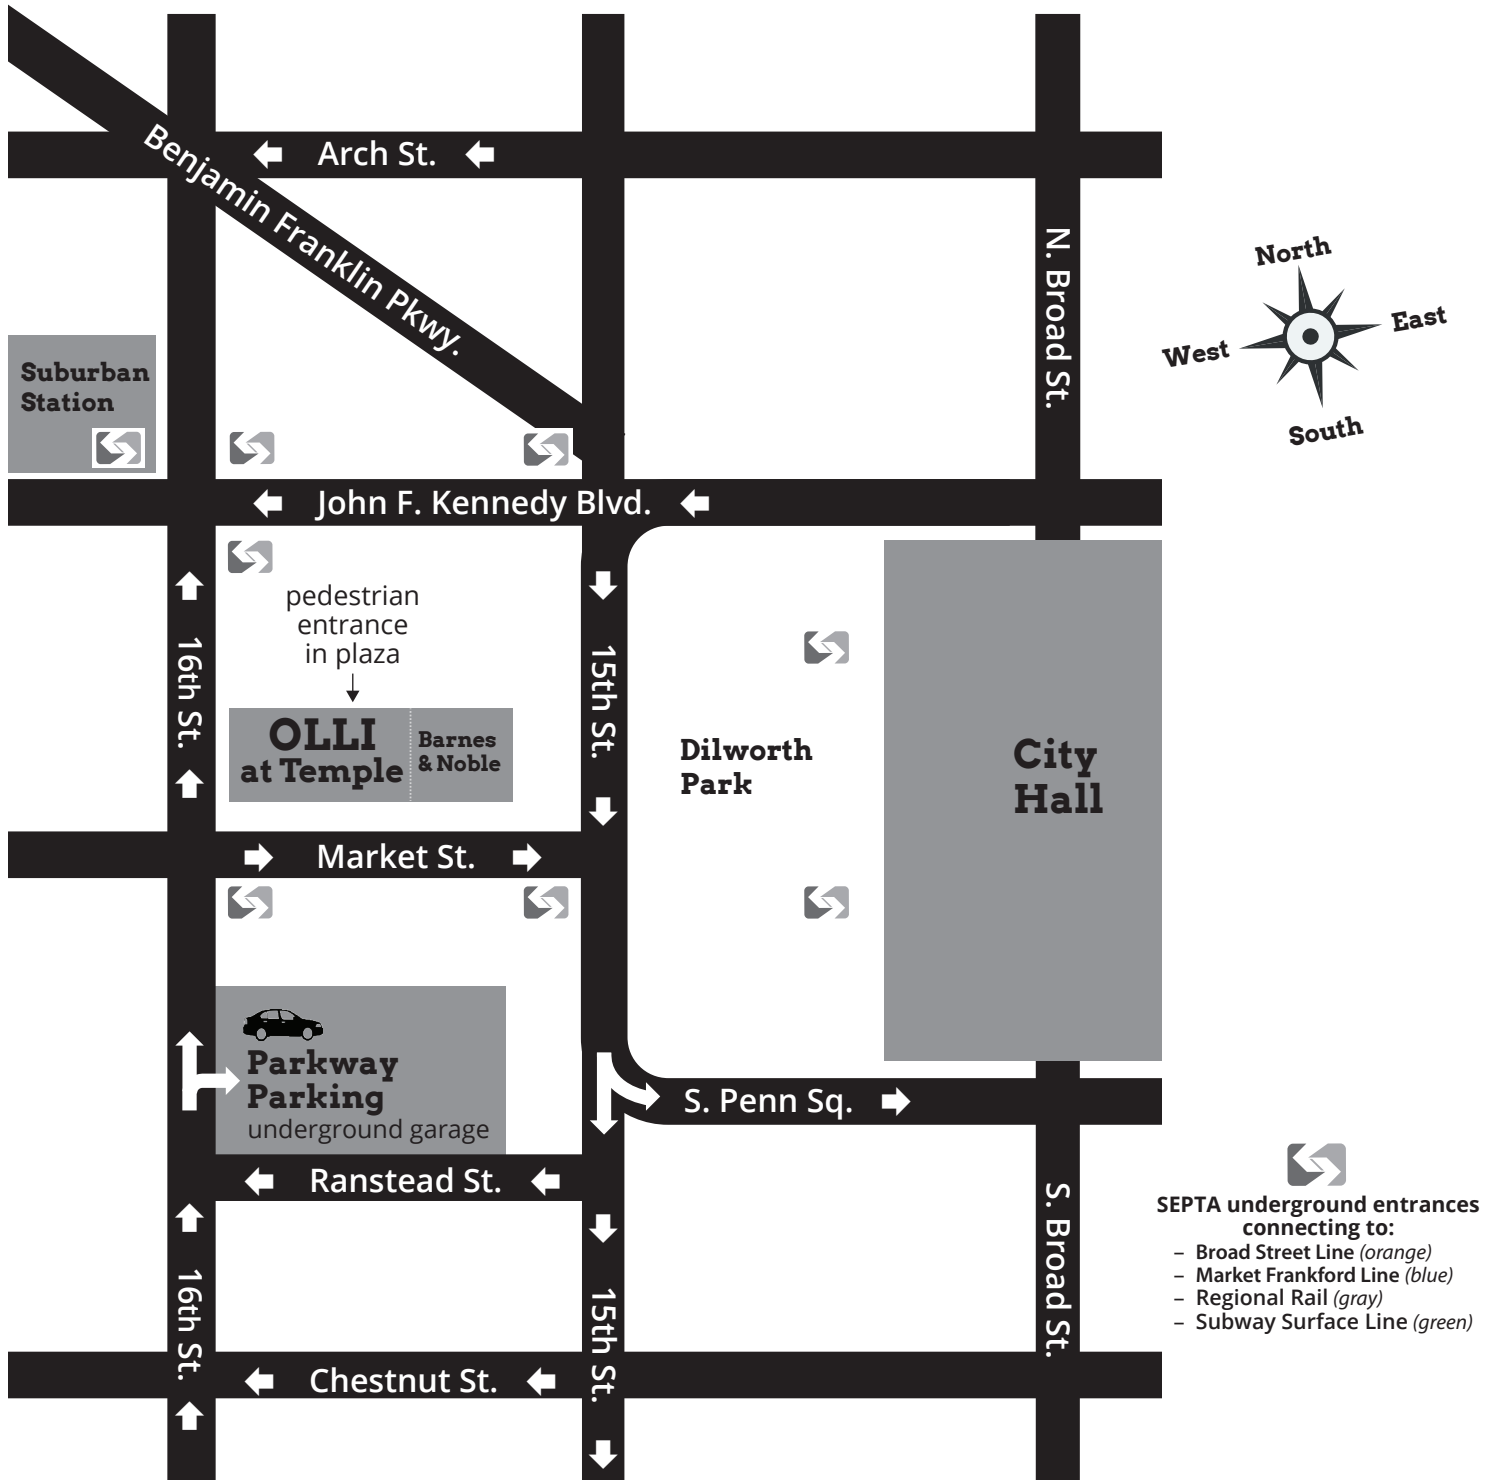 Benjamin Franklin Pkwy.
Arch St.
N. Broad St.
North
West
East
South
Suburban
Station
John F. Kennedy Blvd.
pedestrian
entrance
in plaza
16th St.
15th St.
OLLI
at Temple
Barnes
& Noble
Dilworth
Park
City
Hall
Market St.
Parkway
Parking
underground garage
S. Penn Sq.
Ranstead St.
16th St.
15th St.
S. Broad St.
Chestnut St.
SEPTA underground entrances
connecting to:
– Broad Street Line (orange)
– Market Frankford Line (blue)
– Regional Rail (gray)
– Subway Surface Line (green)